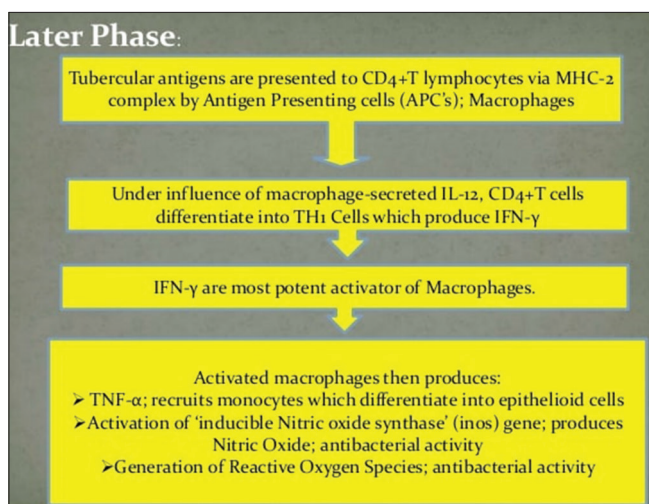 Later Phase:
Tubercular antigens are presented to CD4+T lymphocytes via MHC-2
complex by Antigen Presenting cells (APC's); Macrophages
Under influence of macrophage-secreted IL-12, CD4+T cells
differentiate into TH1 Cells which produce IFN-γ
IFN-γ are most potent activator of Macrophages.
Activated macrophages then produces:
➤ TNF-α; recruits monocytes which differentiate into epithelioid cells
➤ Activation of 'inducible Nitric oxide synthase' (inos) gene; produces
Nitric Oxide; antibacterial activity
➤ Generation of Reactive Oxygen Species; antibacterial activity